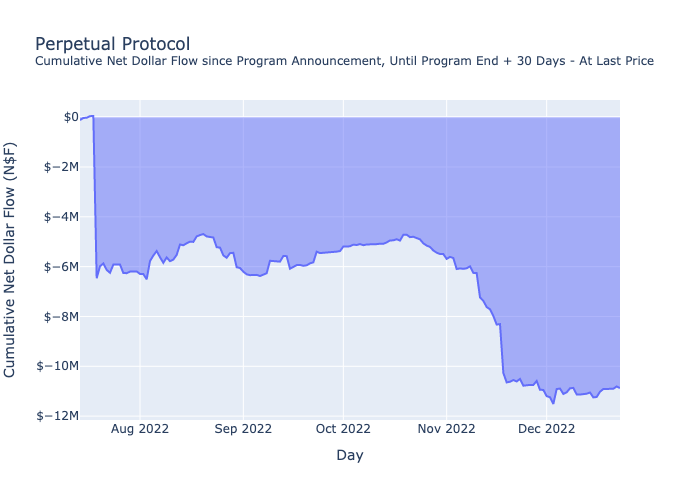 Perpetual Protocol
Cumulative Net Dollar Flow since Program Announcement, Until Program End + 30 Days - At Last Price
Cumulative Net Dollar Flow (N$F)
$0
$−2M
$−4M
$−6M
$−8M
$−10M
$−12M
Aug 2022
Sep 2022
Oct 2022
Nov 2022
Dec 2022
Day